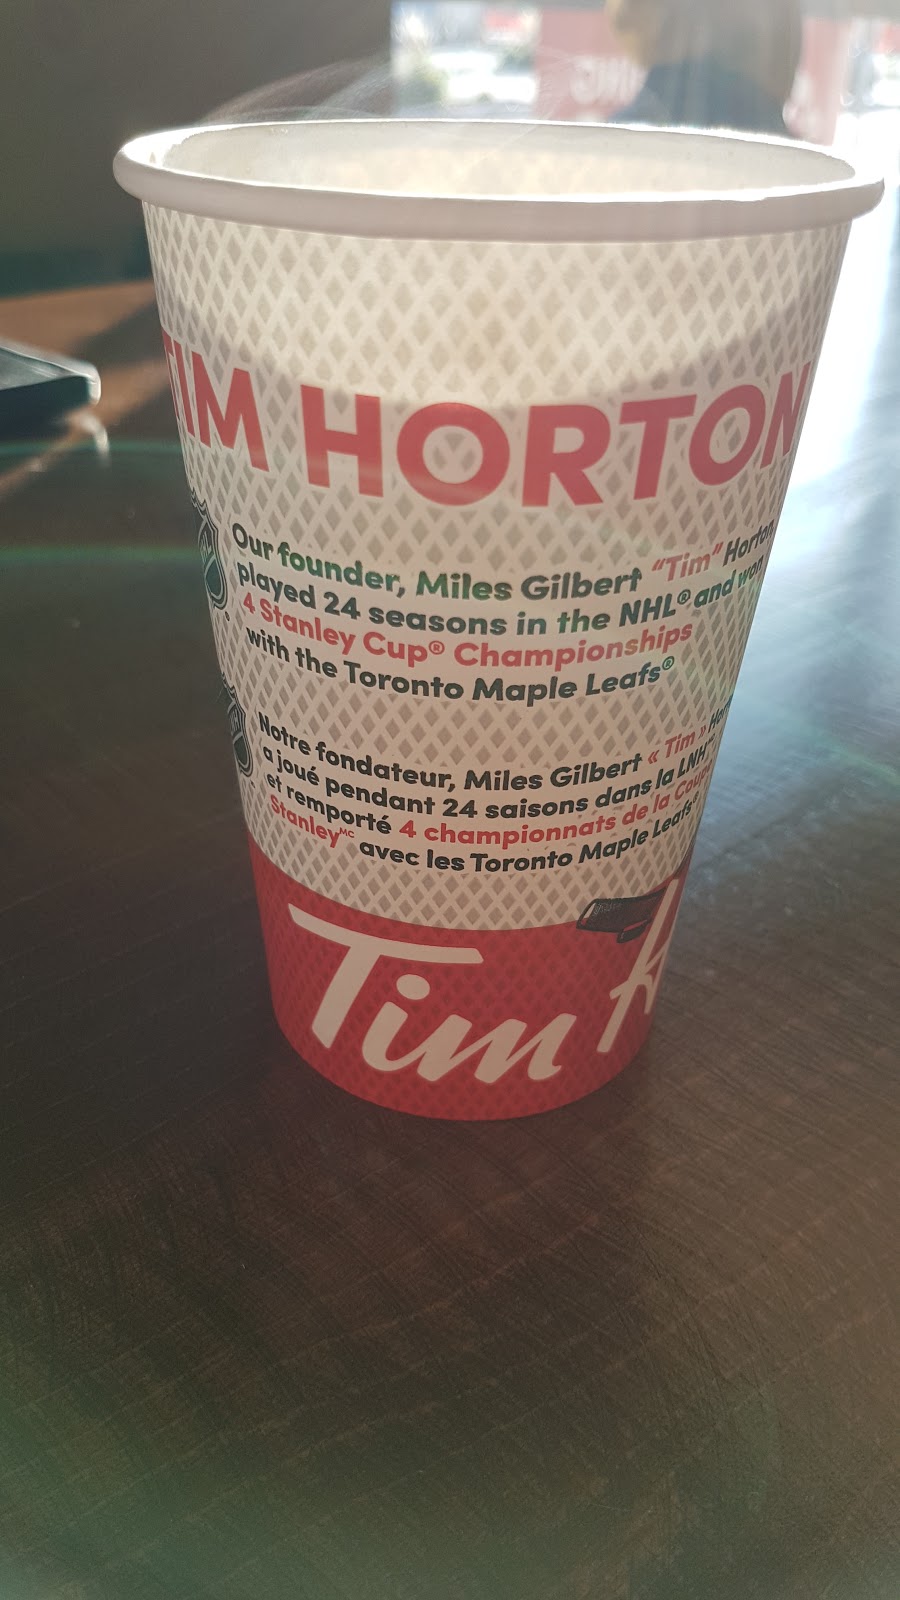 TIM HORTON
Our founder, Miles Gilbert “Tim” Horton,
played 24 seasons in the NHL® and won
4 Stanley Cup® Championships
with the Toronto Maple Leafs®
Notre fondateur, Miles Gilbert « Tim »
a joué pendant 24 saisons dans la LNH
et remporté 4 championnats de la Coupe
Stanleyᴹᶜ avec les Toronto Maple Leafs®
Tim H